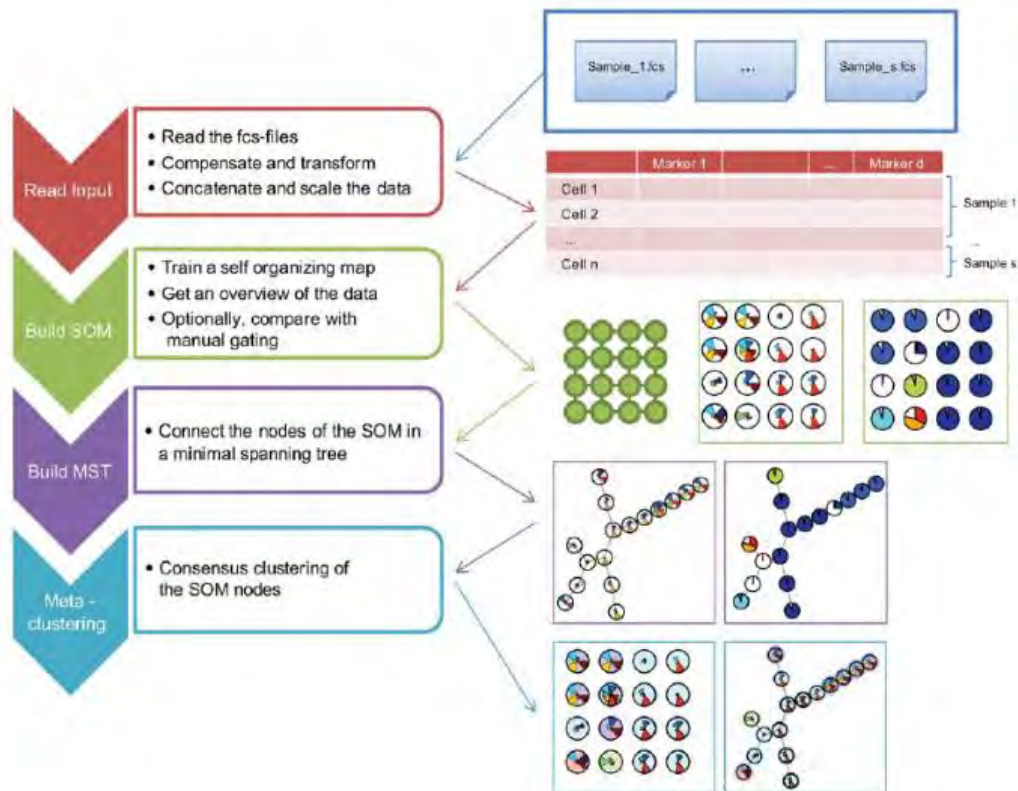 Sample_1.fcs
...
Sample_s.fcs
Read Input
• Read the fcs-files
• Compensate and transform
• Concatenate and scale the data
Marker 1
...
Marker d
Cell 1
Cell 2
...
Cell n
Sample 1
...
Sample s
Build SOM
• Train a self organizing map
• Get an overview of the data
• Optionally, compare with
manual gating
Build MST
• Connect the nodes of the SOM in
a minimal spanning tree
Meta -
clustering
• Consensus clustering of
the SOM nodes